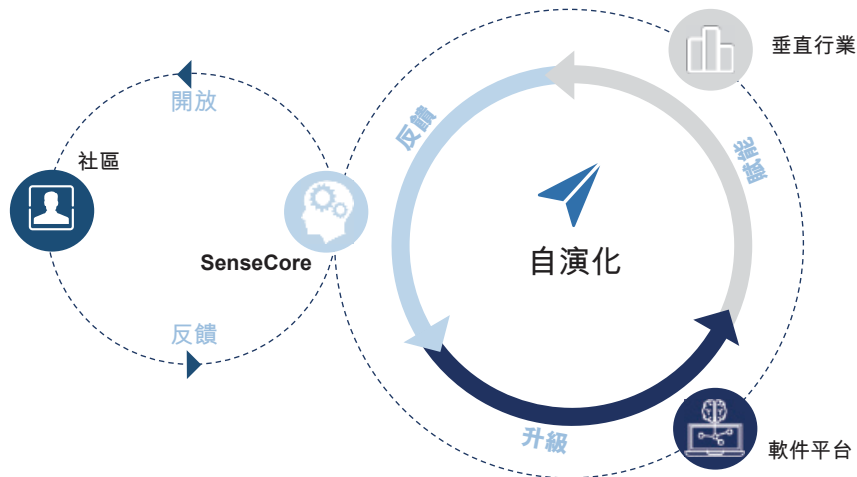 垂直行業
開放
反饋
賦能
社區
SenseCore
自演化
反饋
升級
軟件平台